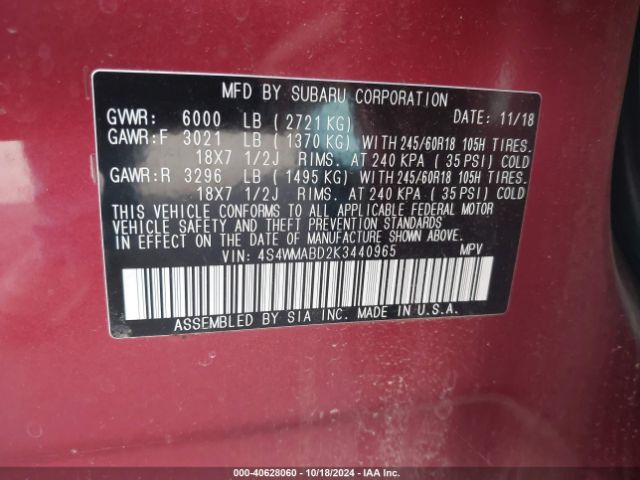 MFD BY SUBARU CORPORATION
GVWR: 6000 LB (2721 KG) DATE: 11/18
GAWR:F 3021 LB (1370 KG) WITH 245/60R18 105H TIRES.
18X7 1/2J RIMS. AT 240 KPA (35 PSI) COLD
GAWR:R 3296 LB (1495 KG) WITH 245/60R18 105H TIRES.
18X7 1/2J RIMS. AT 240 KPA (35 PSI) COLD
THIS VEHICLE CONFORMS TO ALL APPLICABLE FEDERAL MOTOR
VEHICLE SAFETY AND THEFT PREVENTION STANDARDS IN
EFFECT ON THE DATE OF MANUFACTURE SHOWN ABOVE.
VIN: 4S4WMABD2K3440965 MPV
ASSEMBLED BY SIA INC. MADE IN U.S.A.
000-40628060 - 10/18/2024 - IAA Inc.